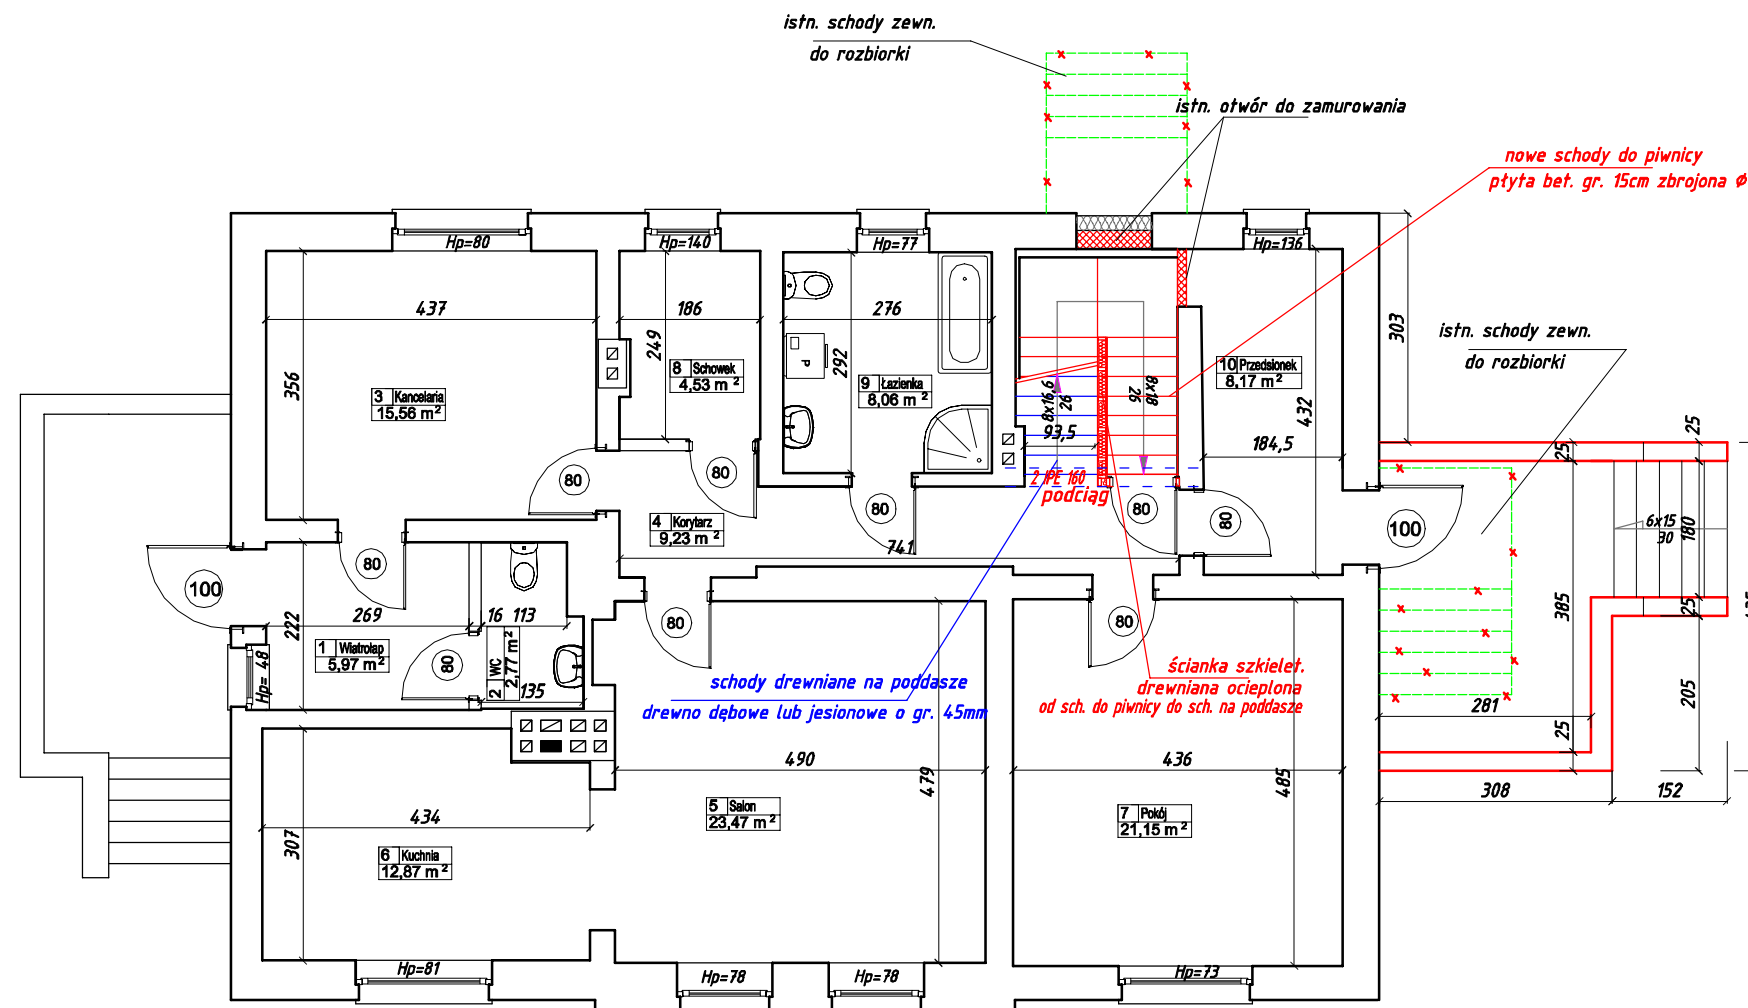 istn. schody zewn.
do rozbiorki
istn. otwór do zamurowania
nowe schody do piwnicy
płyta bet. gr. 15cm zbrojona Φ
Hp=80
Hp=140
Hp=77
Hp=136
437
186
276
303
istn. schody zewn.
do rozbiorki
249
292
356
8 Schowek
4,53 m²
P
10 Przedsionek
8,17 m²
3 Kancelaria
15,56 m²
9 Łazienka
8,06 m²
8x16,6
26
8x18
26
432
93,5
184,5
25
25
80
80
2 IPE 160
podciąg
80
80
80
4 Korytarz
9,23 m²
741
100
6x15
30
180
80
100
269
16
113
222
385
25
80
80
1 Wiatrołap
5,97 m²
80
2 WC
2,77 m²
Hp= 48
135
schody drewniane na poddasze
drewno dębowe lub jesionowe o gr. 45mm
ścianka szkielet.
drewniana ocieplona
od sch. do piwnicy do sch. na poddasze
281
205
25
490
479
436
485
308
152
434
307
5 Salon
23,47 m²
7 Pokój
21,15 m²
6 Kuchnia
12,87 m²
Hp=81
Hp=78
Hp=78
Hp=73